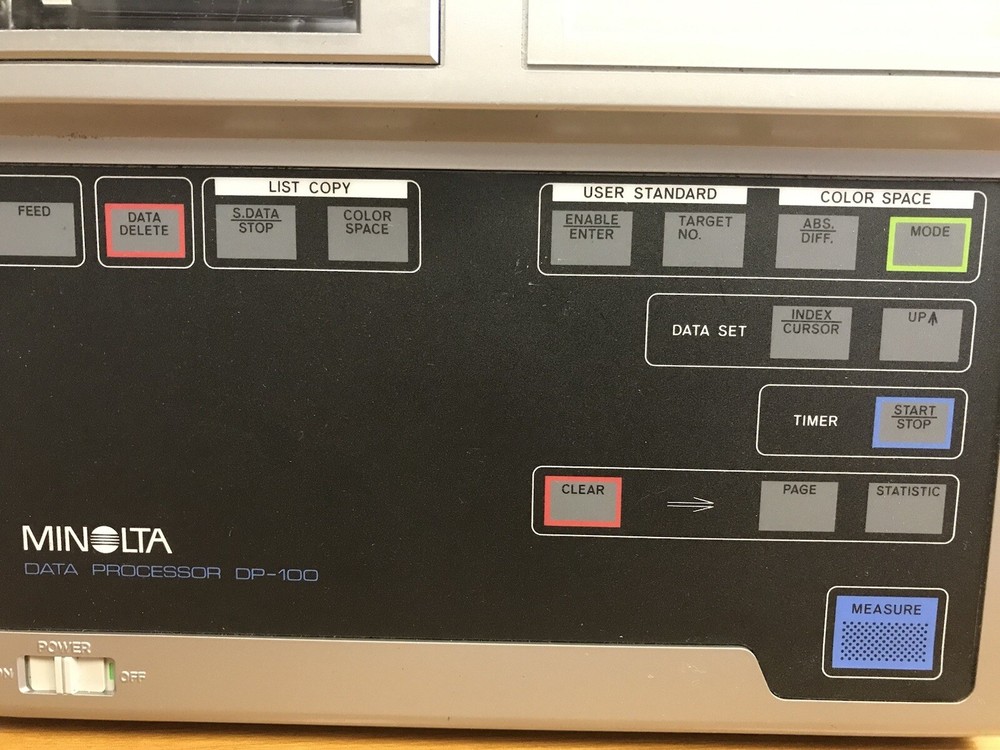 LIST COPY
USER STANDARD
COLOR SPACE
FEED
DATA
DELETE
S.DATA
STOP
COLOR
SPACE
ENABLE
ENTER
TARGET
NO.
ABS.
DIFF.
MODE
DATA SET
INDEX
CURSOR
UP
TIMER
START
STOP
CLEAR
PAGE
STATISTIC
MINOLTA
DATA PROCESSOR DP-100
MEASURE
POWER
OFF